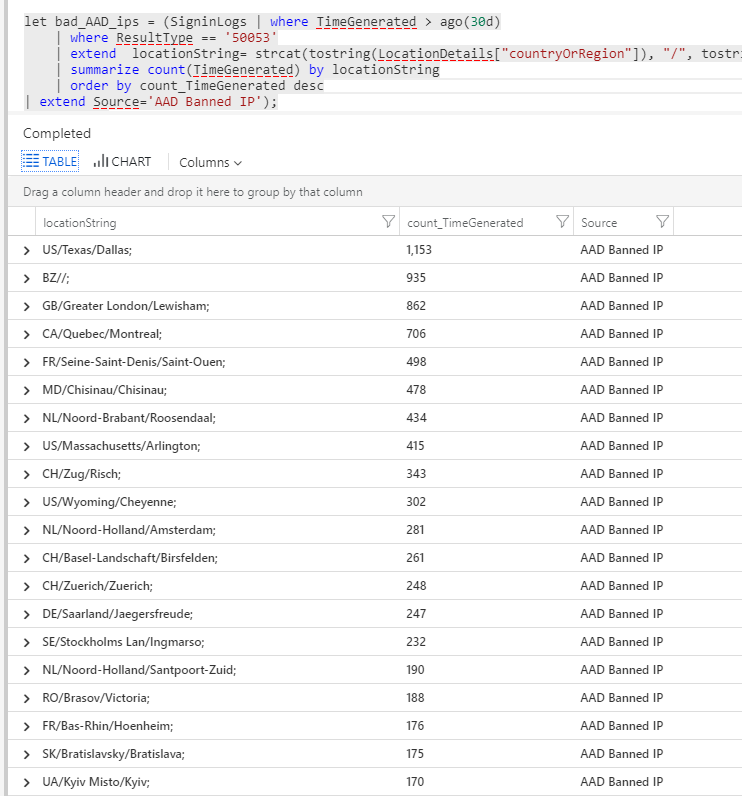 let bad_AAD_ips = (SigninLogs | where TimeGenerated > ago(30d)
| where ResultType == '50053'
| extend  locationString= strcat(tostring(LocationDetails["countryOrRegion"]), "/", tostri
| summarize count(TimeGenerated) by locationString
| order by count_TimeGenerated desc
| extend Source='AAD Banned IP');
Completed
TABLE CHART Columns
Drag a column header and drop it here to group by that column
locationString count_TimeGenerated Source
US/Texas/Dallas; 1,153 AAD Banned IP
BZ//; 935 AAD Banned IP
GB/Greater London/Lewisham; 862 AAD Banned IP
CA/Quebec/Montreal; 706 AAD Banned IP
FR/Seine-Saint-Denis/Saint-Ouen; 498 AAD Banned IP
MD/Chisinau/Chisinau; 478 AAD Banned IP
NL/Noord-Brabant/Roosendaal; 434 AAD Banned IP
US/Massachusetts/Arlington; 415 AAD Banned IP
CH/Zug/Risch; 343 AAD Banned IP
US/Wyoming/Cheyenne; 302 AAD Banned IP
NL/Noord-Holland/Amsterdam; 281 AAD Banned IP
CH/Basel-Landschaft/Birsfelden; 261 AAD Banned IP
CH/Zuerich/Zuerich; 248 AAD Banned IP
DE/Saarland/Jaegersfreude; 247 AAD Banned IP
SE/Stockholms Lan/Ingmarso; 232 AAD Banned IP
NL/Noord-Holland/Santpoort-Zuid; 190 AAD Banned IP
RO/Brasov/Victoria; 188 AAD Banned IP
FR/Bas-Rhin/Hoenheim; 176 AAD Banned IP
SK/Bratislavsky/Bratislava; 175 AAD Banned IP
UA/Kyiv Misto/Kyiv; 170 AAD Banned IP